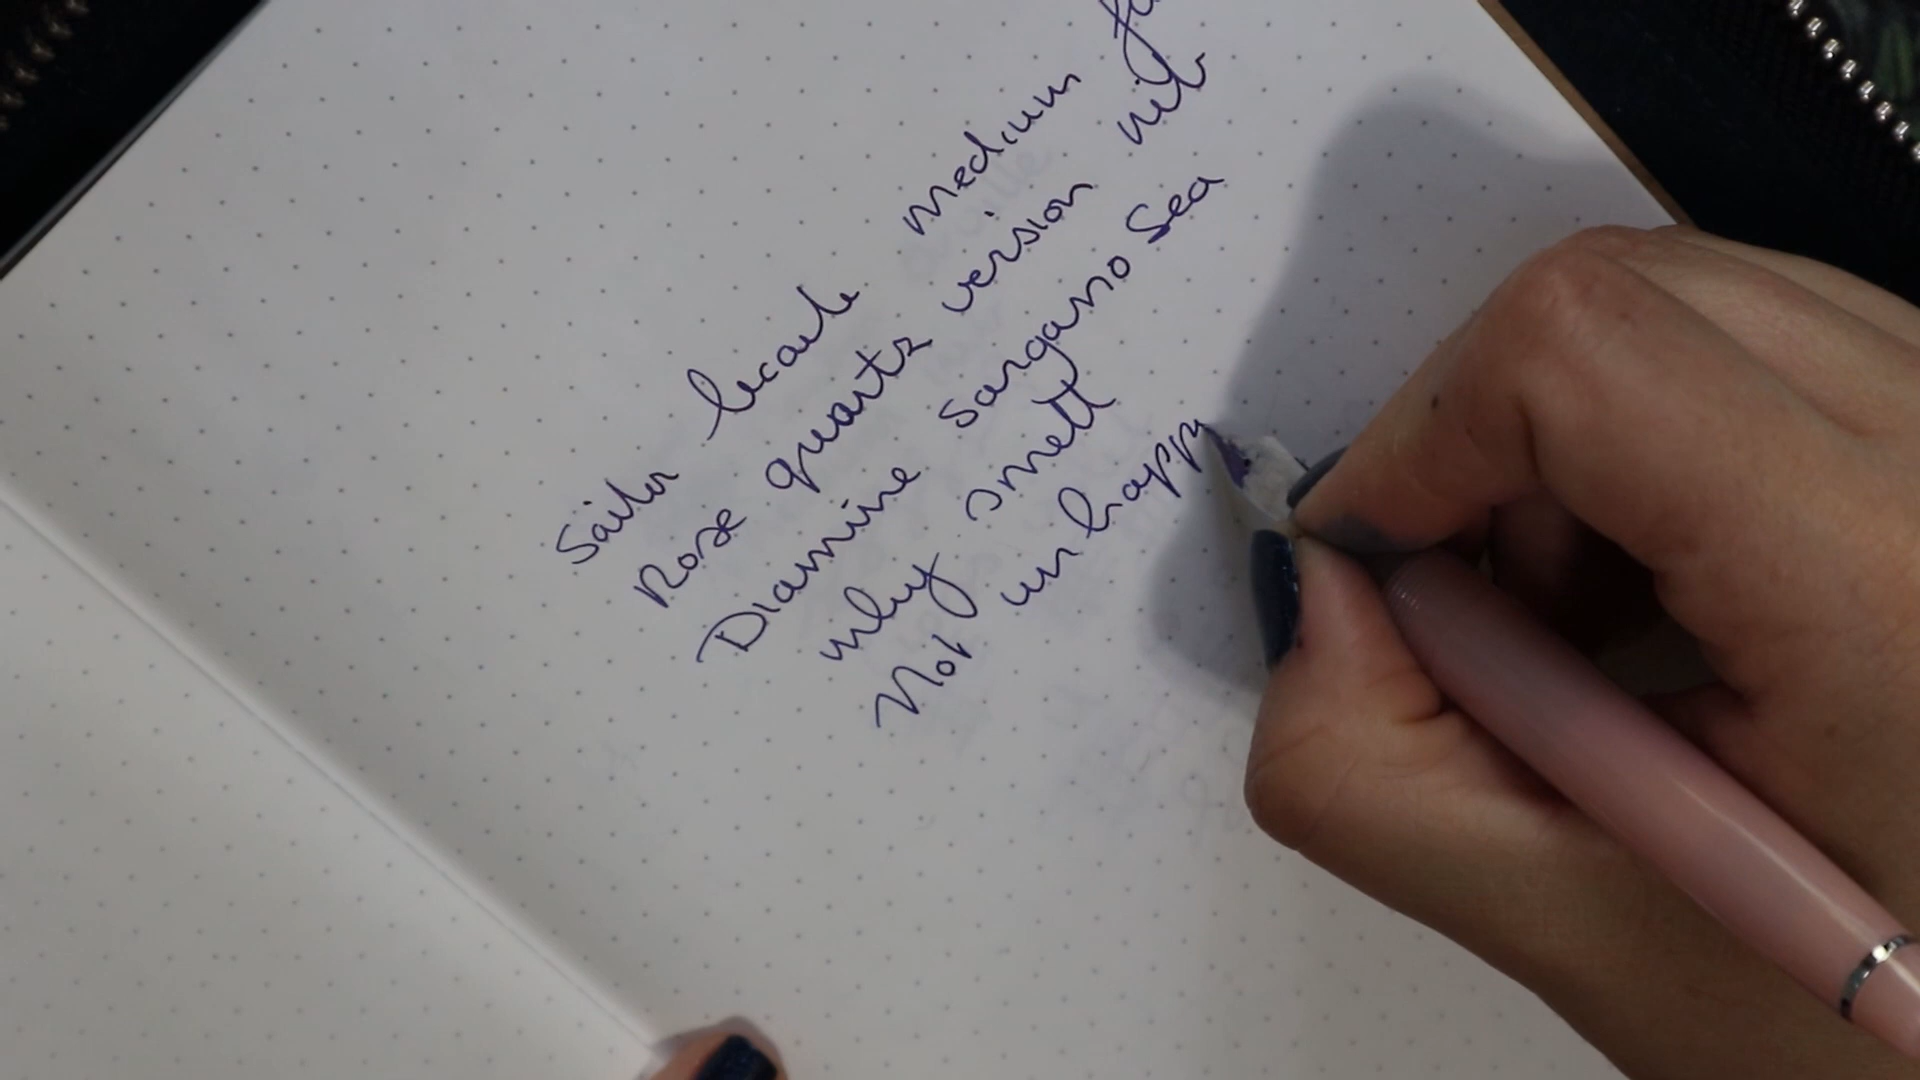 Sailor lecoule Medium
Rose quartz version nib
Diamine Sargasso Sea
why smell
Not unhapp